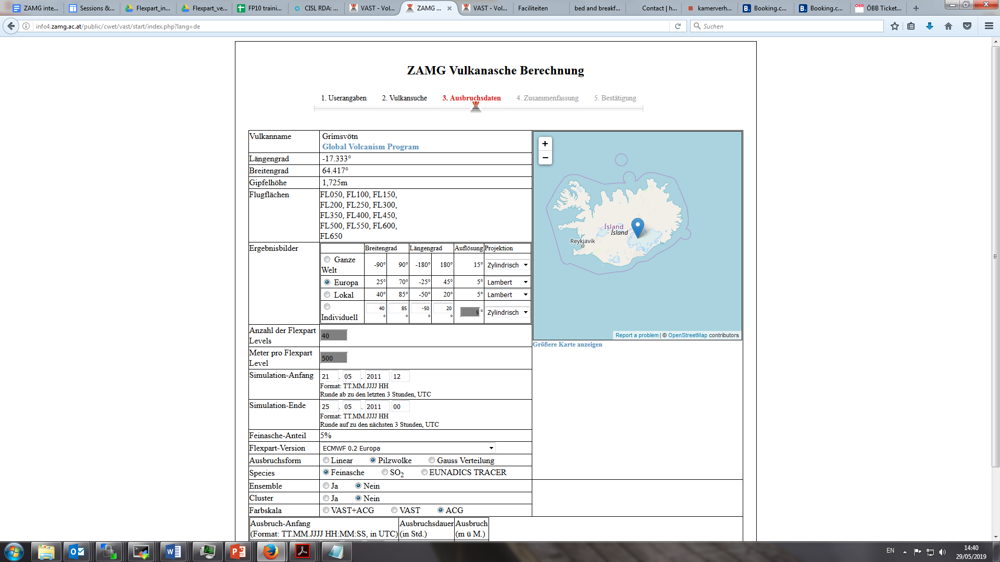 ZAMG inte...
Sessions &...
Flexpart_in...
Flexpart_ve...
FP10 traini...
CISL RDA: ...
VAST - Vol...
ZAMG ...
VAST - Vol...
Faciliteiten
bed and breakf...
Contact | h...
kamerverh...
Booking.c...
Booking.c...
ÖBB Ticket...
info4.zamg.ac.at/public/cwet/vast/start/index.php?lang=de
Suchen
ZAMG Vulkanasche Berechnung
1. Userangaben 2. Vulkansuche 3. Ausbruchsdaten 4. Zusammenfassung 5. Bestätigung
Vulkanname Grímsvötn
Global Volcanism Program
Längengrad -17.333°
Breitengrad 64.417°
Gipfelhöhe 1,725m
Flugflächen FL050, FL100, FL150,
FL200, FL250, FL300,
FL350, FL400, FL450,
FL500, FL550, FL600,
FL650
Ergebnisbilder Breitengrad Längengrad Auflösung Projektion
Ganze Welt -90° 90° -180° 180° 15° Zylindrisch
Europa 25° 70° -25° 45° 5° Lambert
Lokal 40° 85° -50° 20° 5° Lambert
Individuell 40 ° 85 ° -50 ° 20 ° 5 ° Zylindrisch
+
−
Ísland
Ísland
Reykjavík
Report a problem | © OpenStreetMap contributors
Größere Karte anzeigen
Anzahl der Flexpart Levels 40
Meter pro Flexpart Level 500
Simulation-Anfang 21 . 05 . 2011 12
Format: TT.MM.JJJJ HH
Runde ab zu den letzten 3 Stunden, UTC
Simulation-Ende 25 . 05 . 2011 00
Format: TT.MM.JJJJ HH
Runde auf zu den nächsten 3 Stunden, UTC
Feinasche-Anteil 5%
Flexpart-Version ECMWF 0.2 Europa
Ausbruchsform Linear Pilzwolke Gauss Verteilung
Species Feinasche SO2 EUNADICS TRACER
Ensemble Ja Nein
Cluster Ja Nein
Farbskala VAST+ACG VAST ACG
Ausbruch-Anfang Ausbruchsdauer Ausbruch
(Format: TT.MM.JJJJ HH:MM:SS, in UTC) (in Std.) (m ü M.)
EN
14:40
29/05/2019